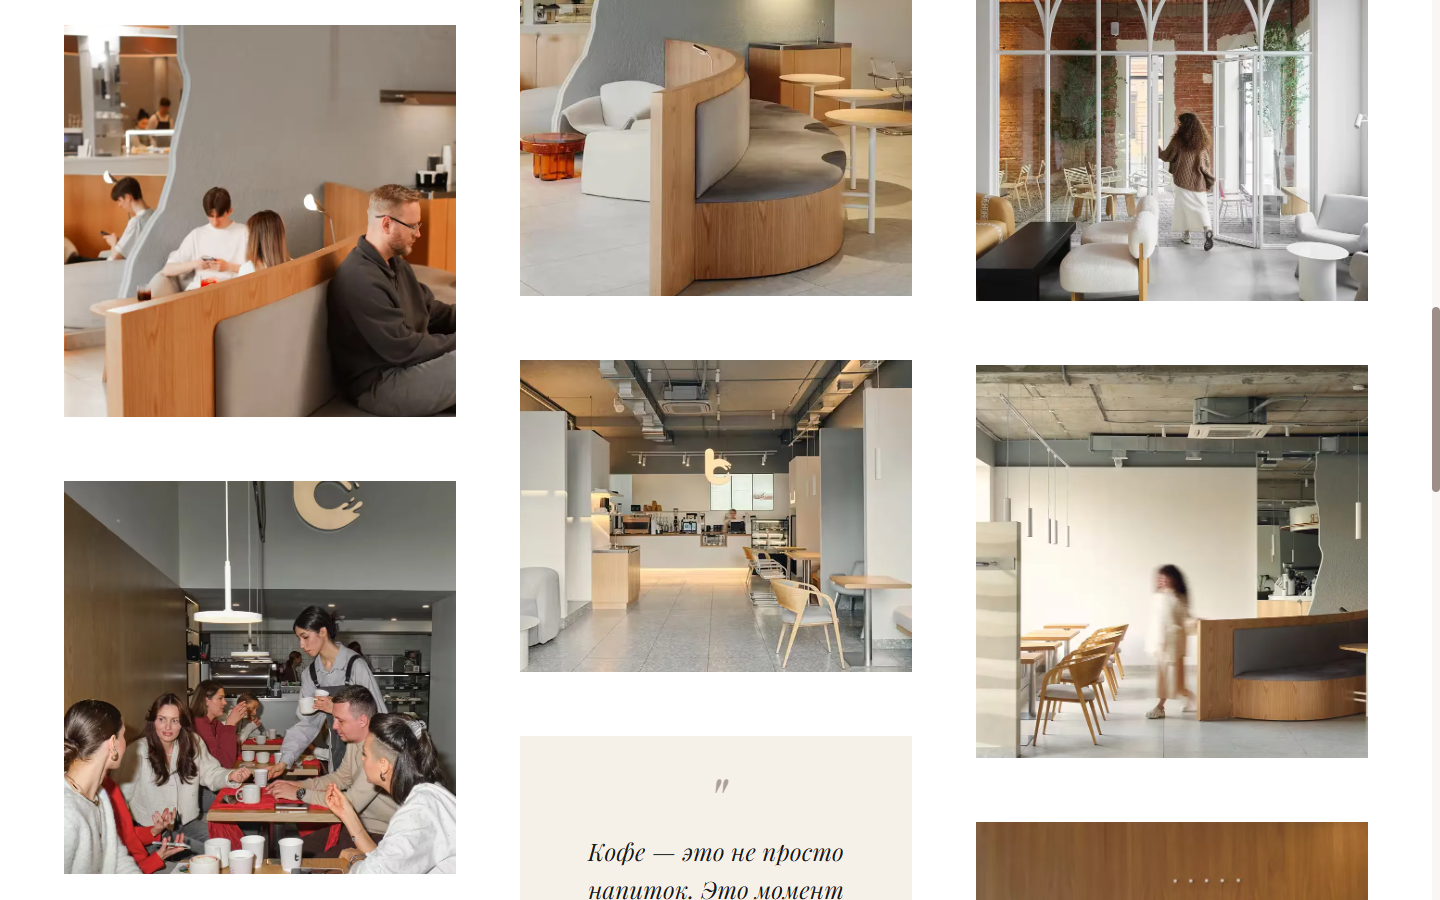 "
Кофе — это не просто
напиток. Это момент